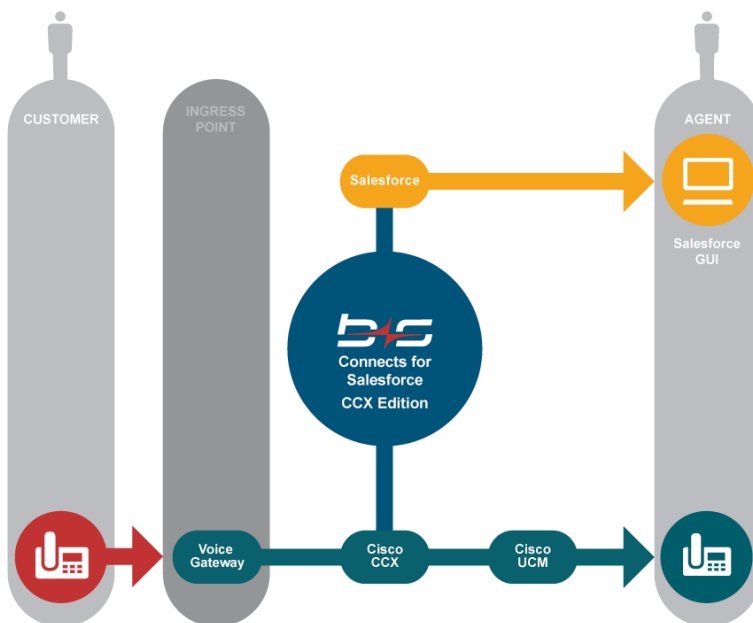 CUSTOMER
INGRESS
POINT
AGENT
Salesforce
Salesforce
GUI
b+s
Connects for
Salesforce
CCX Edition
Voice
Gateway
Cisco
CCX
Cisco
UCM